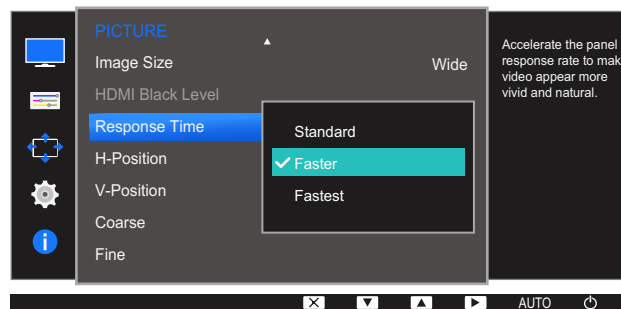 PICTURE
Image Size
Wide
HDMI Black Level
Response Time
H-Position
V-Position
Coarse
Fine
Standard
Faster
Fastest
Accelerate the panel
response rate to mak
video appear more
vivid and natural.
AUTO